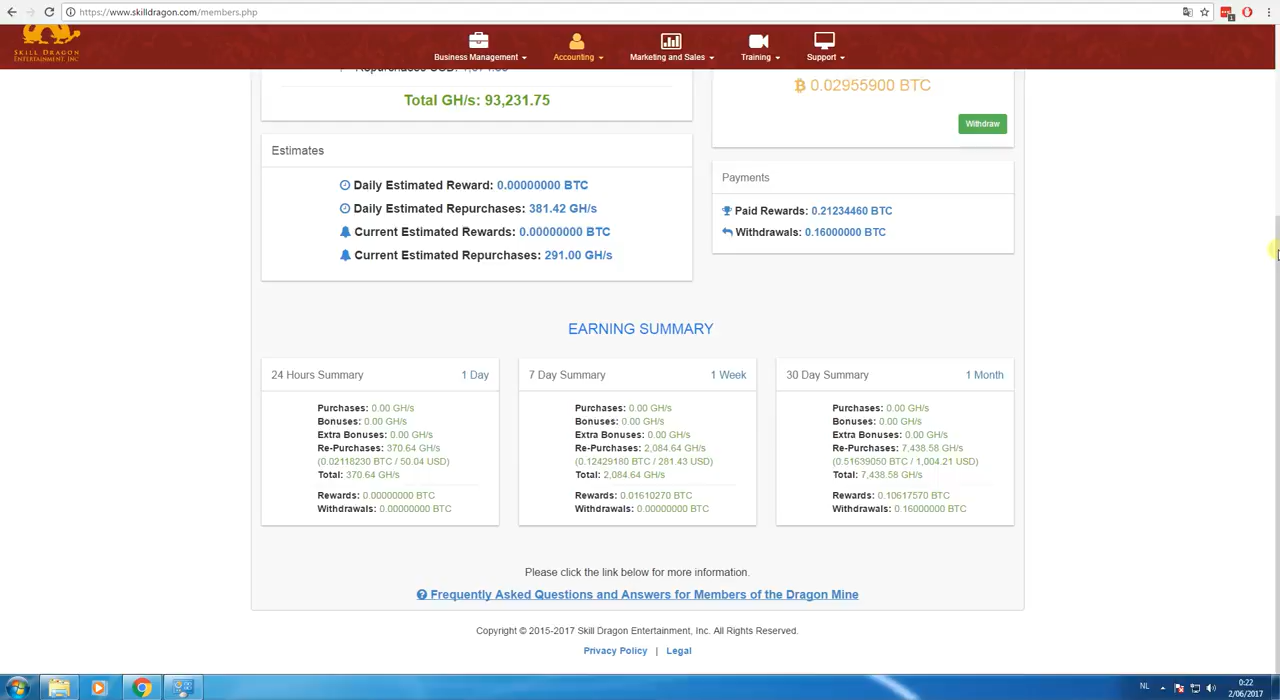 https://www.skilldragon.com/members.php
SKILL DRAGON
ENTERTAINMENT, INC
Business Management
Accounting
Marketing and Sales
Training
Support
Total GH/s: 93,231.75
0.02955900 BTC
Withdraw
Estimates
Daily Estimated Reward: 0.00000000 BTC
Daily Estimated Repurchases: 381.42 GH/s
Current Estimated Rewards: 0.00000000 BTC
Current Estimated Repurchases: 291.00 GH/s
Payments
Paid Rewards: 0.21234460 BTC
Withdrawals: 0.16000000 BTC
EARNING SUMMARY
24 Hours Summary 1 Day
Purchases: 0.00 GH/s
Bonuses: 0.00 GH/s
Extra Bonuses: 0.00 GH/s
Re-Purchases: 370.64 GH/s
(0.02118230 BTC / 50.04 USD)
Total: 370.64 GH/s
Rewards: 0.00000000 BTC
Withdrawals: 0.00000000 BTC
7 Day Summary 1 Week
Purchases: 0.00 GH/s
Bonuses: 0.00 GH/s
Extra Bonuses: 0.00 GH/s
Re-Purchases: 2,084.64 GH/s
(0.12429180 BTC / 281.43 USD)
Total: 2,084.64 GH/s
Rewards: 0.01610270 BTC
Withdrawals: 0.00000000 BTC
30 Day Summary 1 Month
Purchases: 0.00 GH/s
Bonuses: 0.00 GH/s
Extra Bonuses: 0.00 GH/s
Re-Purchases: 7,438.58 GH/s
(0.51639050 BTC / 1,004.21 USD)
Total: 7,438.58 GH/s
Rewards: 0.10617570 BTC
Withdrawals: 0.16000000 BTC
Please click the link below for more information.
Frequently Asked Questions and Answers for Members of the Dragon Mine
Copyright © 2015-2017 Skill Dragon Entertainment, Inc. All Rights Reserved.
Privacy Policy | Legal
NL
0:22
2/06/2017